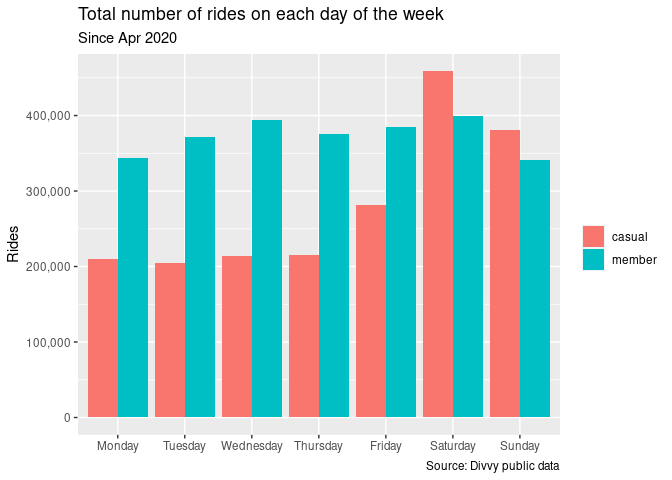 Total number of rides on each day of the week
Since Apr 2020
Rides
400,000
300,000
200,000
100,000
0
Monday Tuesday Wednesday Thursday Friday Saturday Sunday
casual
member
Source: Divvy public data